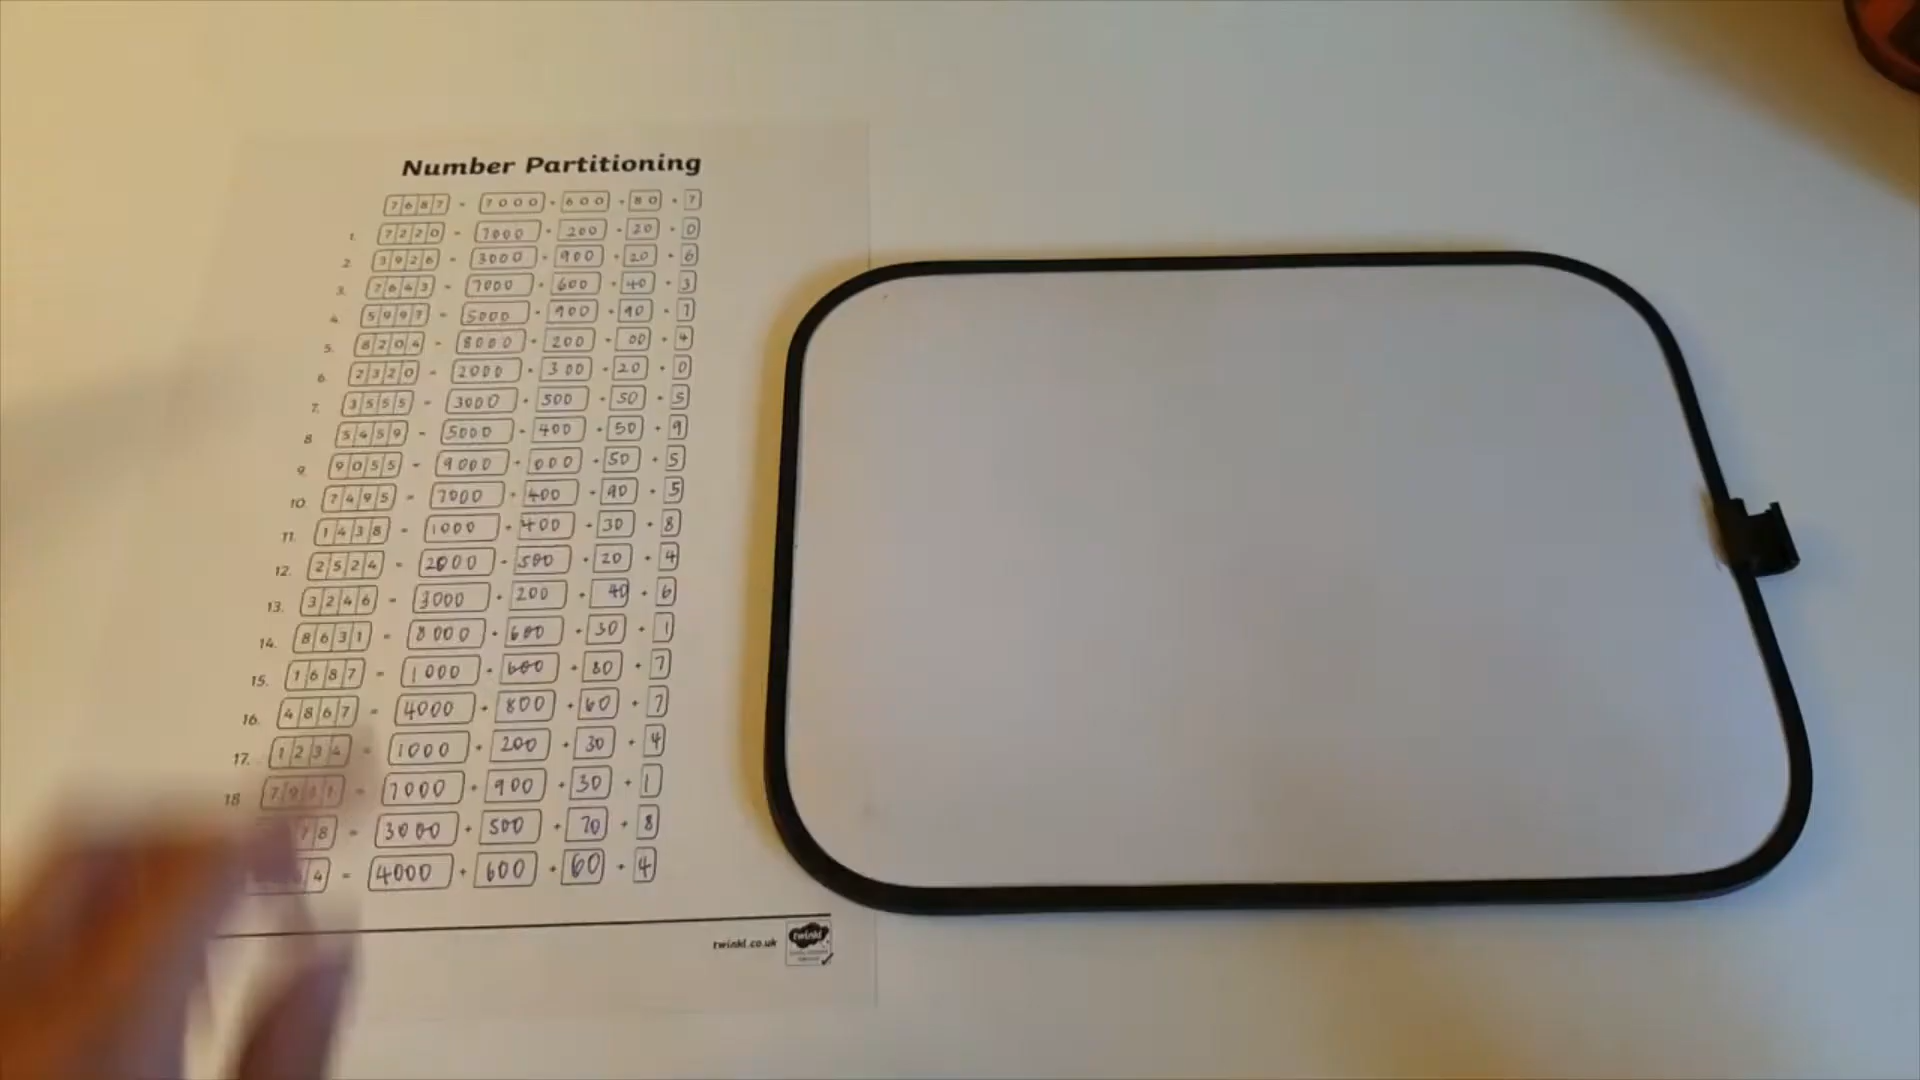 Number Partitioning
7687 = 7000 + 600 + 80 + 7
1. 7220 = 7000 + 200 + 20 + 0
2. 3926 = 3000 + 900 + 20 + 6
3. 7643 = 7000 + 600 + 40 + 3
4. 5997 = 5000 + 900 + 90 + 7
5. 8204 = 8000 + 200 + 00 + 4
6. 2320 = 2000 + 300 + 20 + 0
7. 3555 = 3000 + 500 + 50 + 5
8. 5459 = 5000 + 400 + 50 + 9
9. 9055 = 9000 + 000 + 50 + 5
10. 7495 = 7000 + 400 + 90 + 5
11. 1438 = 1000 + 400 + 30 + 8
12. 2524 = 2000 + 500 + 20 + 4
13. 3246 = 3000 + 200 + 40 + 6
14. 8631 = 8000 + 600 + 30 + 1
15. 1687 = 1000 + 600 + 80 + 7
16. 4867 = 4000 + 800 + 60 + 7
17. 1234 = 1000 + 200 + 30 + 4
18 = 7000 + 900 + 30 + 1
78 = 3000 + 500 + 70 + 8
4 = 4000 + 600 + 60 + 4
twinkl.co.uk twinkl